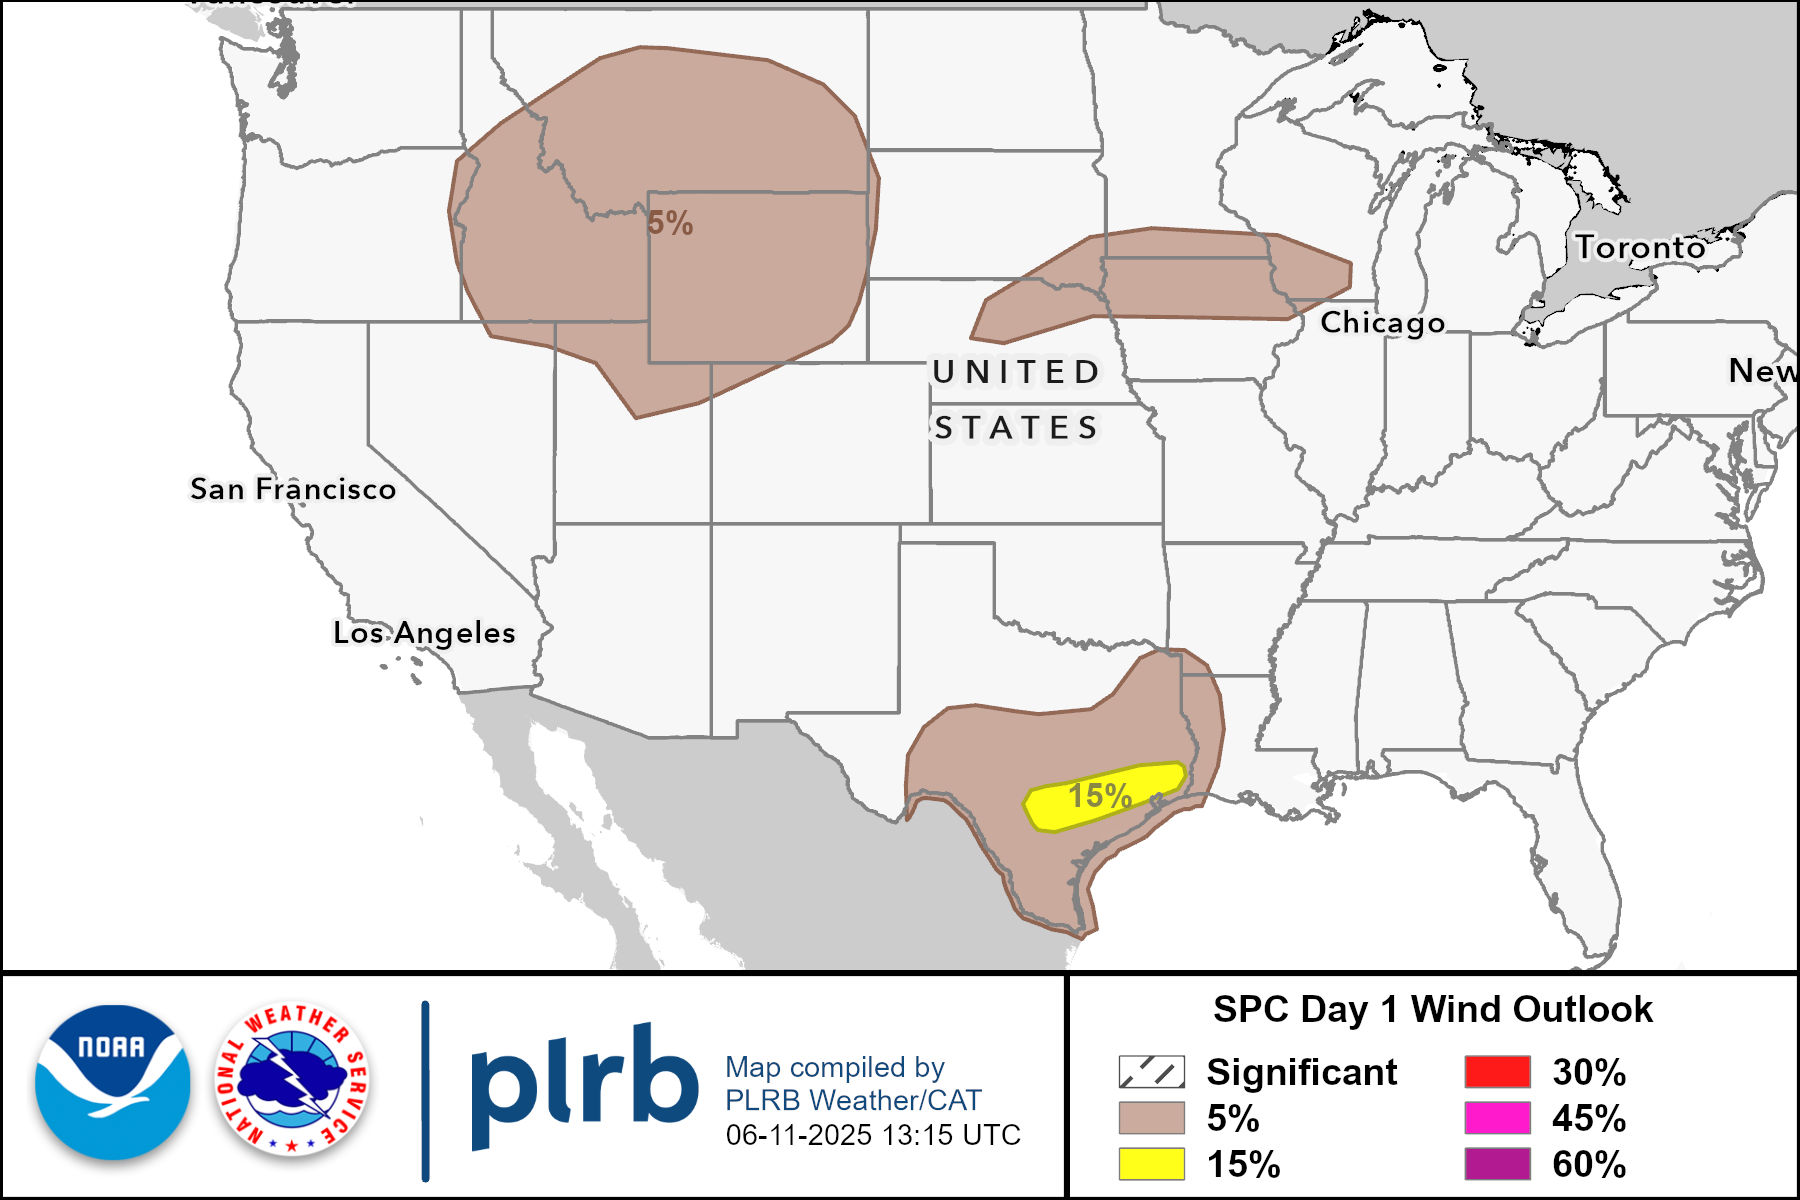 Vancouver
5%
Toronto
Chicago
UNITED
STATES
New
San Francisco
Los Angeles
15%
NOAA
NATIONAL WEATHER SERVICE
plrb
Map compiled by
PLRB Weather/CAT
06-11-2025 13:15 UTC
SPC Day 1 Wind Outlook
Significant
5%
15%
30%
45%
60%